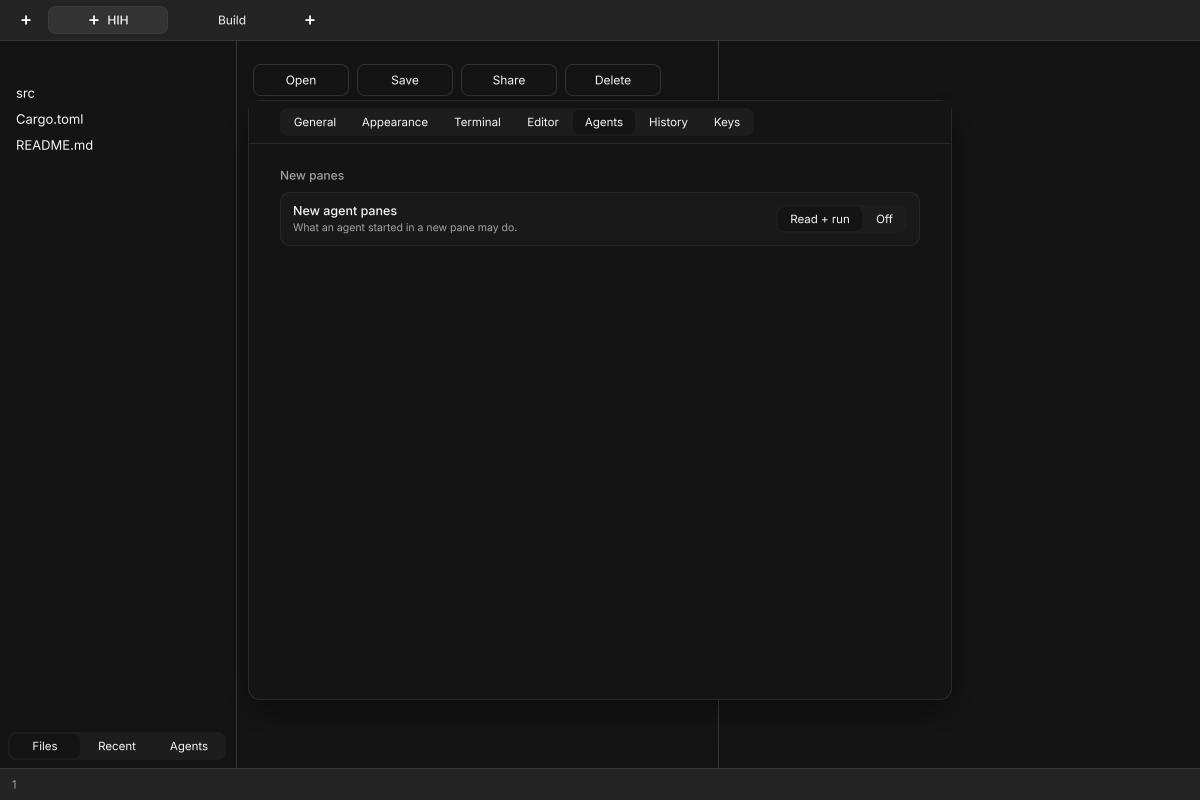 HIH
Build
Open
Save
Share
Delete
src
Cargo.toml
README.md
General
Appearance
Terminal
Editor
Agents
History
Keys
New panes
New agent panes
What an agent started in a new pane may do.
Read + run
Off
Files
Recent
Agents
1